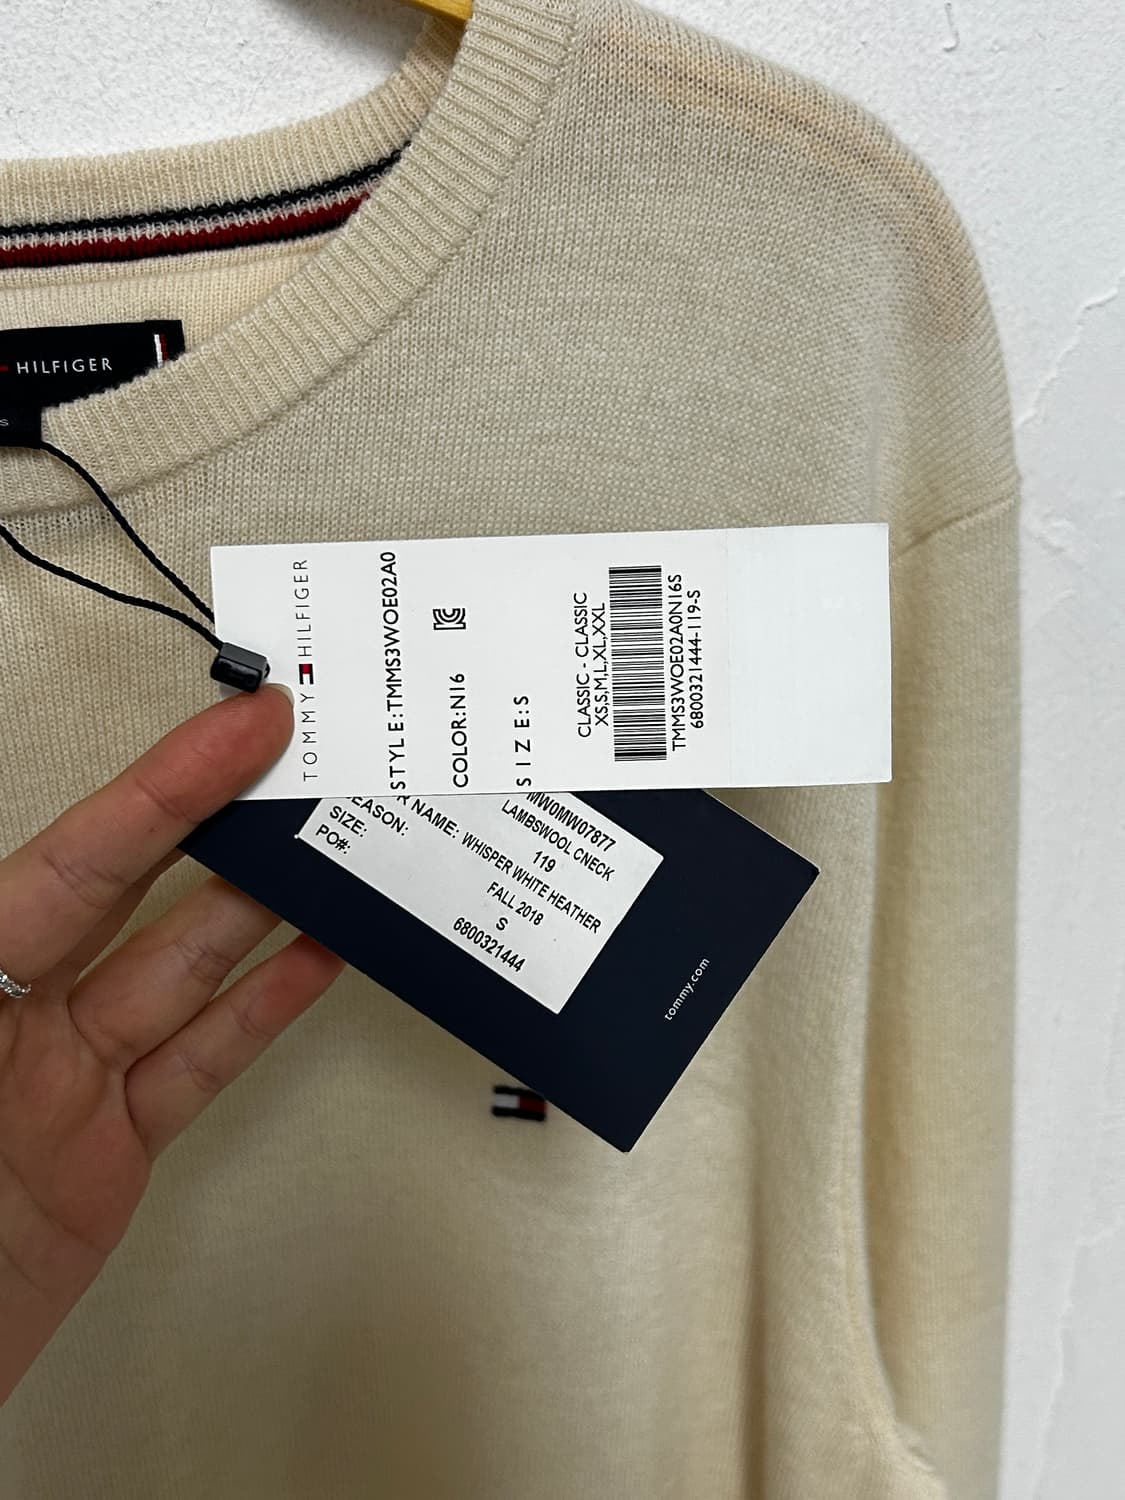 HILFIGER
S
TOMMY HILFIGER
STYLE:TMMS3WOE02A0
COLOR:N16
SIZE:S
CLASSIC - CLASSIC
XS,S,M,L,XL,XXL
TMMS3WOE02A0N16S
6800321444-119-S
MW0MW07877
LAMBSWOOL CNECK
119
R NAME: WHISPER WHITE HEATHER
EASON: FALL 2018
SIZE: S
PO#: 6800321444
tommy.com